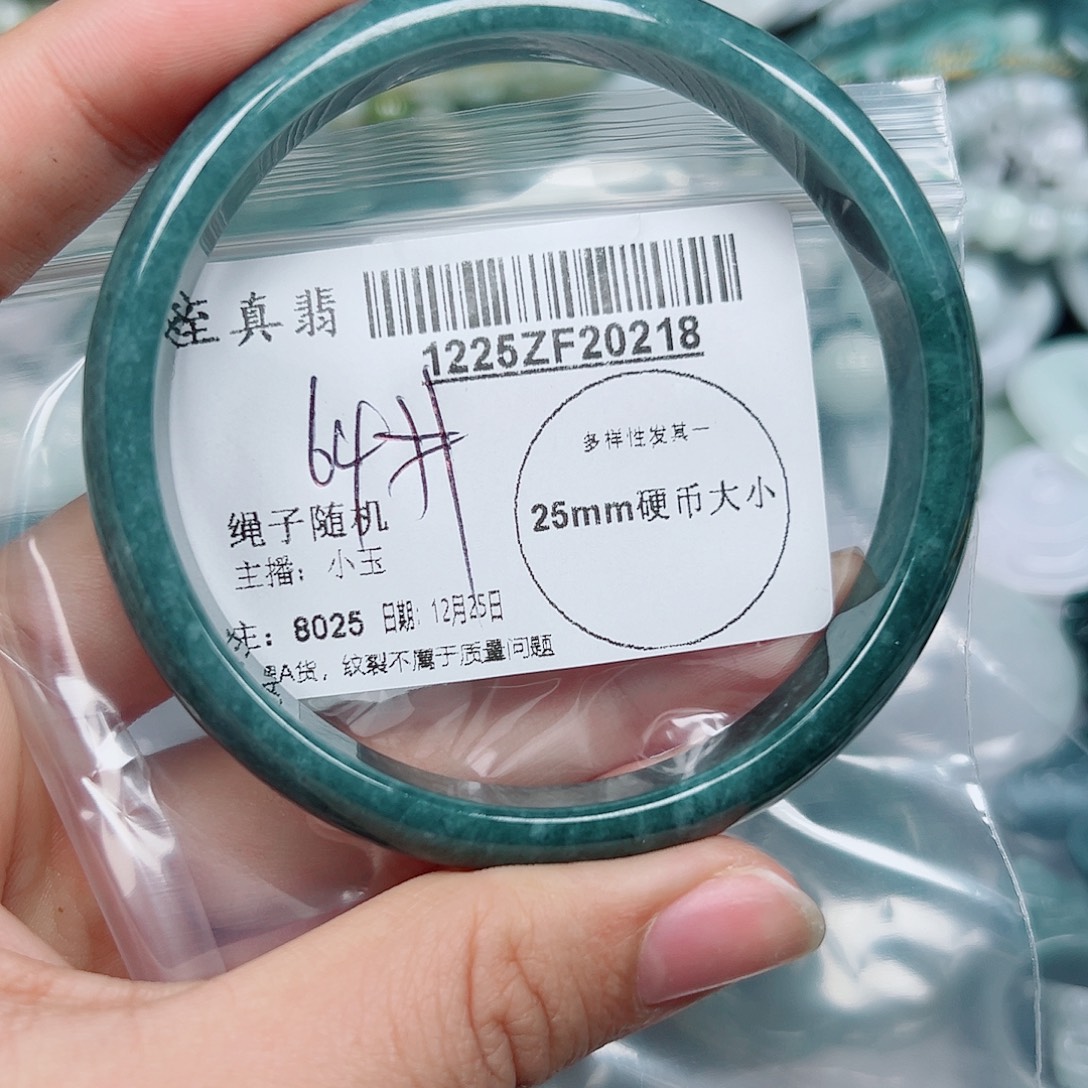 真翡
1225ZF20218
64#
多样性发其一
25mm硬币大小
绳子随机
主播：小玉
注：8025 日期：12月25日
A货，纹裂不属于质量问题